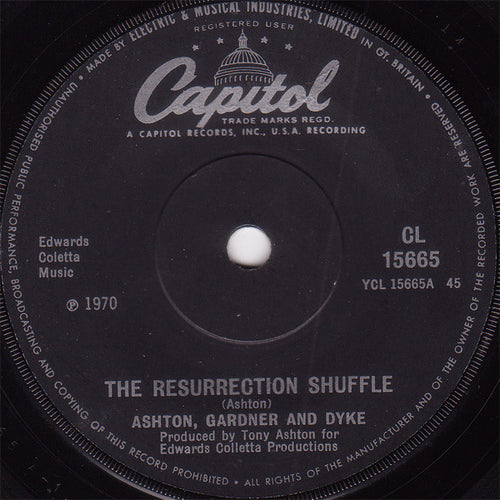 MADE BY ELECTRIC & MUSICAL INDUSTRIES, LIMITED IN GT. BRITAIN • ALL RIGHTS OF THE MANUFACTURER AND OF THE OWNER OF THE RECORDED WORK ARE RESERVED • UNAUTHORISED PUBLIC PERFORMANCE, BROADCASTING AND COPYING OF THIS RECORD PROHIBITED •
REGISTERED USER
Capitol
TRADE MARKS REGD.
A CAPITOL RECORDS, INC., U.S.A. RECORDING
Edwards
Coletta
Music
℗ 1970
CL
15665
YCL 15665A 45
THE RESURRECTION SHUFFLE
(Ashton)
ASHTON, GARDNER AND DYKE
Produced by Tony Ashton for
Edwards Colletta Productions